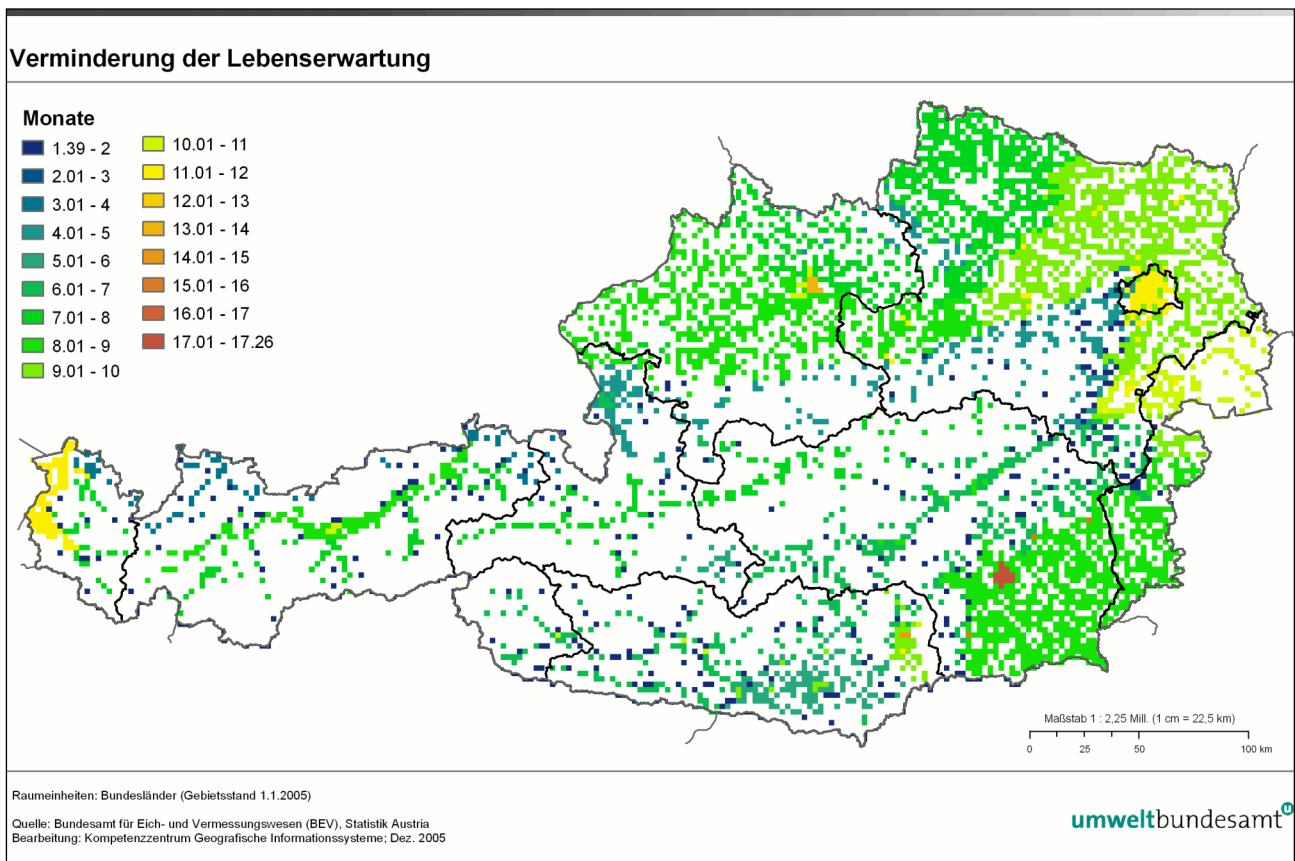 Verminderung der Lebenserwartung
Monate
1.39 - 2
2.01 - 3
3.01 - 4
4.01 - 5
5.01 - 6
6.01 - 7
7.01 - 8
8.01 - 9
9.01 - 10
10.01 - 11
11.01 - 12
12.01 - 13
13.01 - 14
14.01 - 15
15.01 - 16
16.01 - 17
17.01 - 17.26
Maßstab 1 : 2,25 Mill. (1 cm = 22,5 km)
0 25 50 100 km
Raumeinheiten: Bundesländer (Gebietsstand 1.1.2005)
Quelle: Bundesamt für Eich- und Vermessungswesen (BEV), Statistik Austria
Bearbeitung: Kompetenzzentrum Geografische Informationssysteme; Dez. 2005
umweltbundesamt U